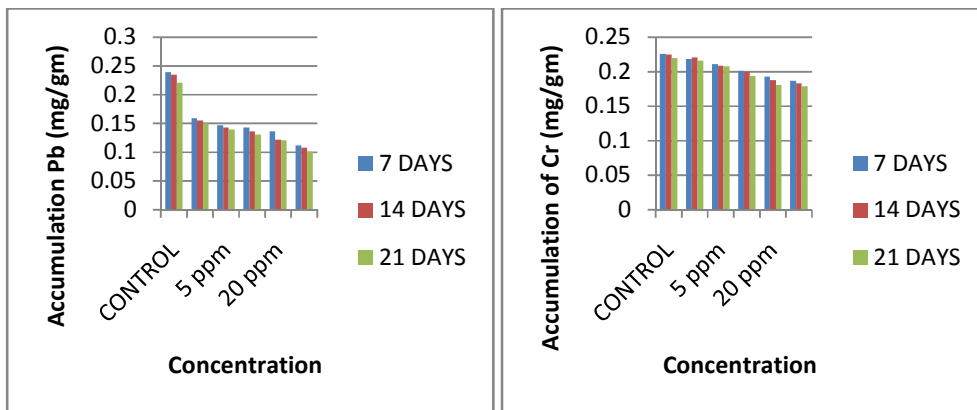 Accumulation Pb (mg/gm)
0.3
0.25
0.2
0.15
0.1
0.05
0
CONTROL
5 ppm
20 ppm
Concentration
7 DAYS
14 DAYS
21 DAYS
Accumulation of Cr (mg/gm)
0.25
0.2
0.15
0.1
0.05
0
CONTROL
5 ppm
20 ppm
Concentration
7 DAYS
14 DAYS
21 DAYS